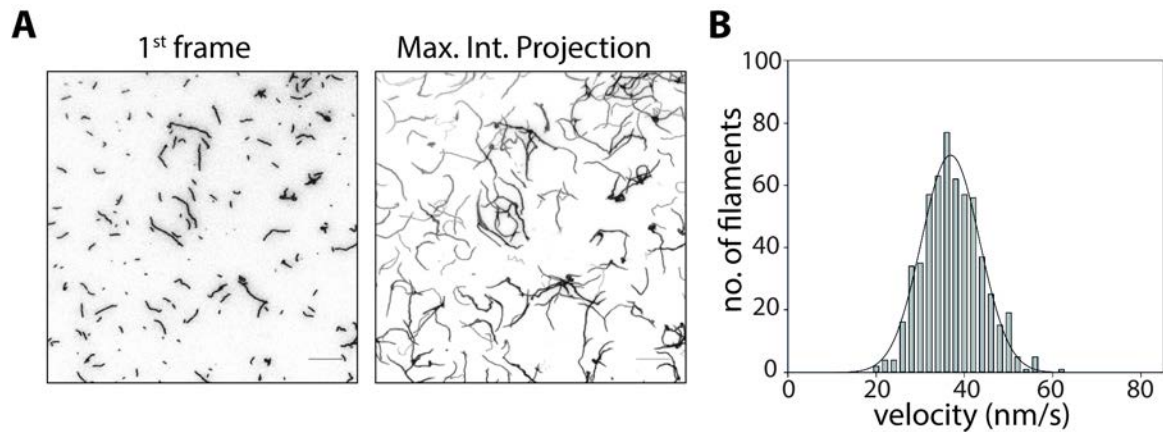 A
1st frame
Max. Int. Projection
B
no. of filaments
100
80
60
40
20
0
0 20 40 60 80
velocity (nm/s)